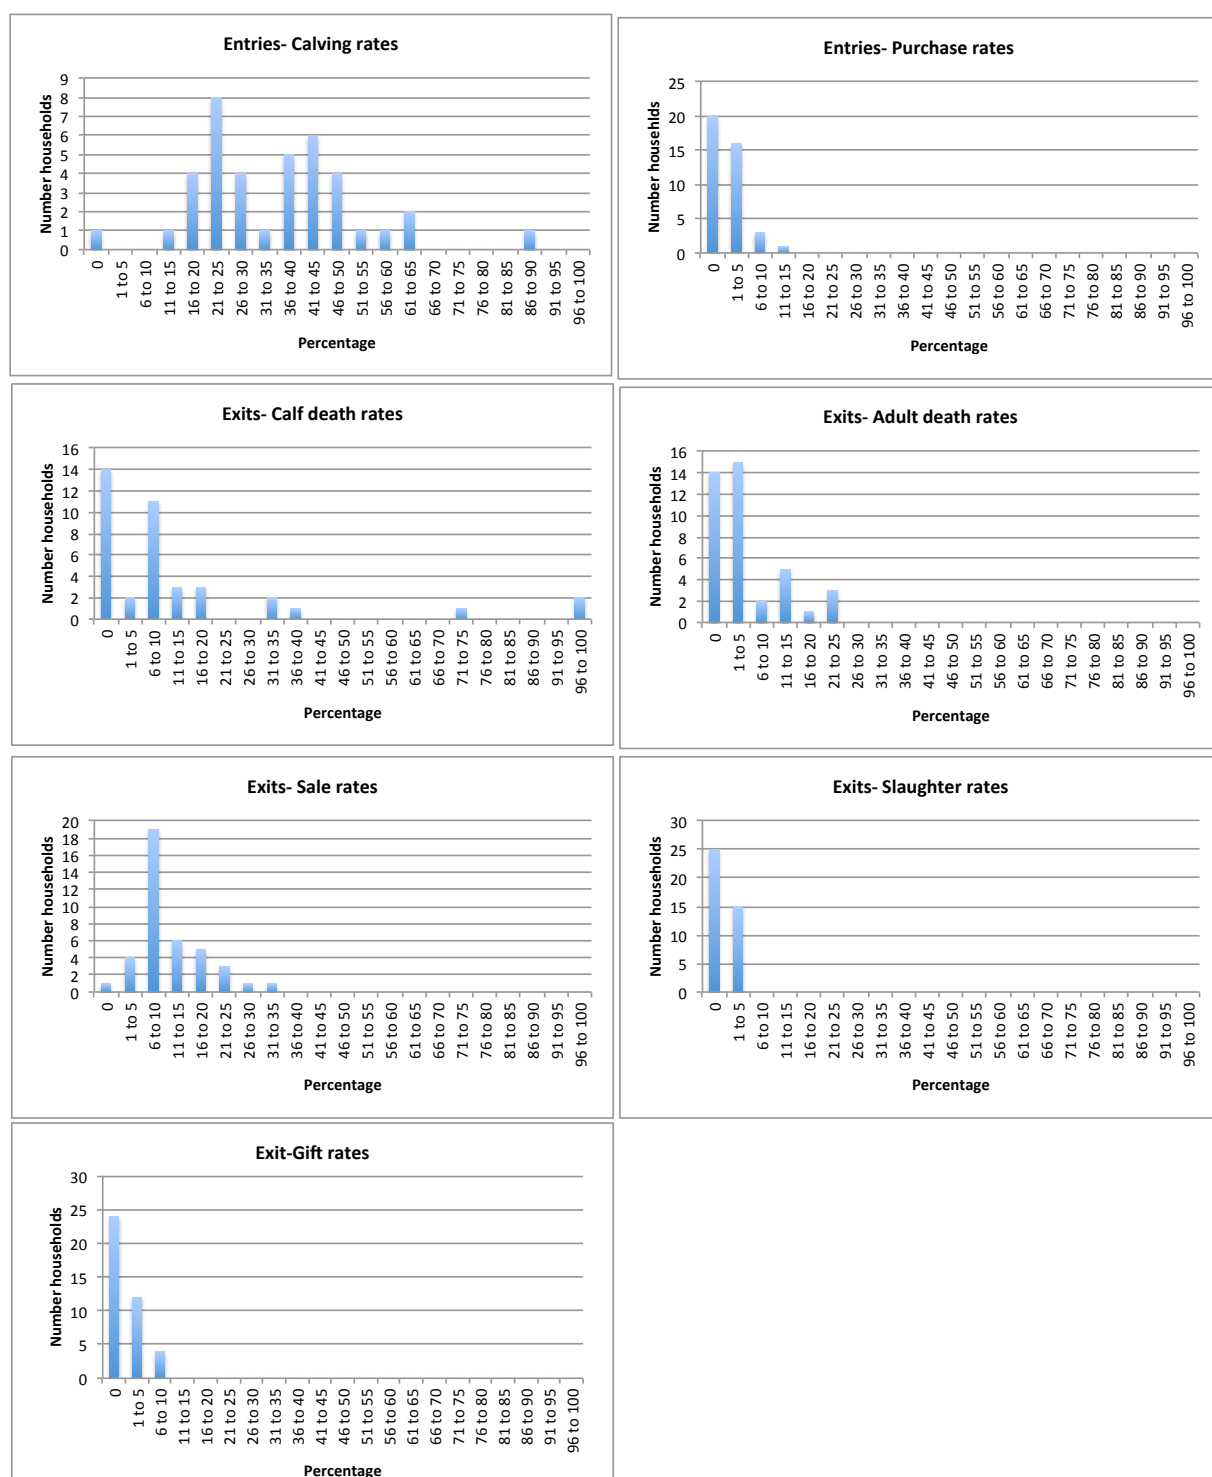 Entries- Calving rates
Number households
9
8
7
6
5
4
3
2
1
0
0
1 to 5
6 to 10
11 to 15
16 to 20
21 to 25
26 to 30
31 to 35
36 to 40
41 to 45
46 to 50
51 to 55
56 to 60
61 to 65
66 to 70
71 to 75
76 to 80
81 to 85
86 to 90
91 to 95
96 to 100
Percentage
Entries- Purchase rates
Number househlds
25
20
15
10
5
0
0
1 to 5
6 to 10
11 to 15
16 to 20
21 to 25
26 to 30
31 to 35
36 to 40
41 to 45
46 to 50
51 to 55
56 to 60
61 to 65
66 to 70
71 to 75
76 to 80
81 to 85
86 to 90
91 to 95
96 to 100
Percentage
Exits- Calf death rates
Number households
16
14
12
10
8
6
4
2
0
0
1 to 5
6 to 10
11 to 15
16 to 20
21 to 25
26 to 30
31 to 35
36 to 40
41 to 45
46 to 50
51 to 55
56 to 60
61 to 65
66 to 70
71 to 75
76 to 80
81 to 85
86 to 90
91 to 95
96 to 100
Percentage
Exits- Adult death rates
Number households
16
14
12
10
8
6
4
2
0
0
1 to 5
6 to 10
11 to 15
16 to 20
21 to 25
26 to 30
31 to 35
36 to 40
41 to 45
46 to 50
51 to 55
56 to 60
61 to 65
66 to 70
71 to 75
76 to 80
81 to 85
86 to 90
91 to 95
96 to 100
Percentage
Exits- Sale rates
Number households
20
18
16
14
12
10
8
6
4
2
0
0
1 to 5
6 to 10
11 to 15
16 to 20
21 to 25
26 to 30
31 to 35
36 to 40
41 to 45
46 to 50
51 to 55
56 to 60
61 to 65
66 to 70
71 to 75
76 to 80
81 to 85
86 to 90
91 to 95
96 to 100
Percentage
Exits- Slaughter rates
Number households
30
25
20
15
10
5
0
0
1 to 5
6 to 10
11 to 15
16 to 20
21 to 25
26 to 30
31 to 35
36 to 40
41 to 45
46 to 50
51 to 55
56 to 60
61 to 65
66 to 70
71 to 75
76 to 80
81 to 85
86 to 90
91 to 95
96 to 100
Percentage
Exit-Gift rates
Number households
30
25
20
15
10
5
0
0
1 to 5
6 to 10
11 to 15
16 to 20
21 to 25
26 to 30
31 to 35
36 to 40
41 to 45
46 to 50
51 to 55
56 to 60
61 to 65
66 to 70
71 to 75
76 to 80
81 to 85
86 to 90
91 to 95
96 to 100
Percentage